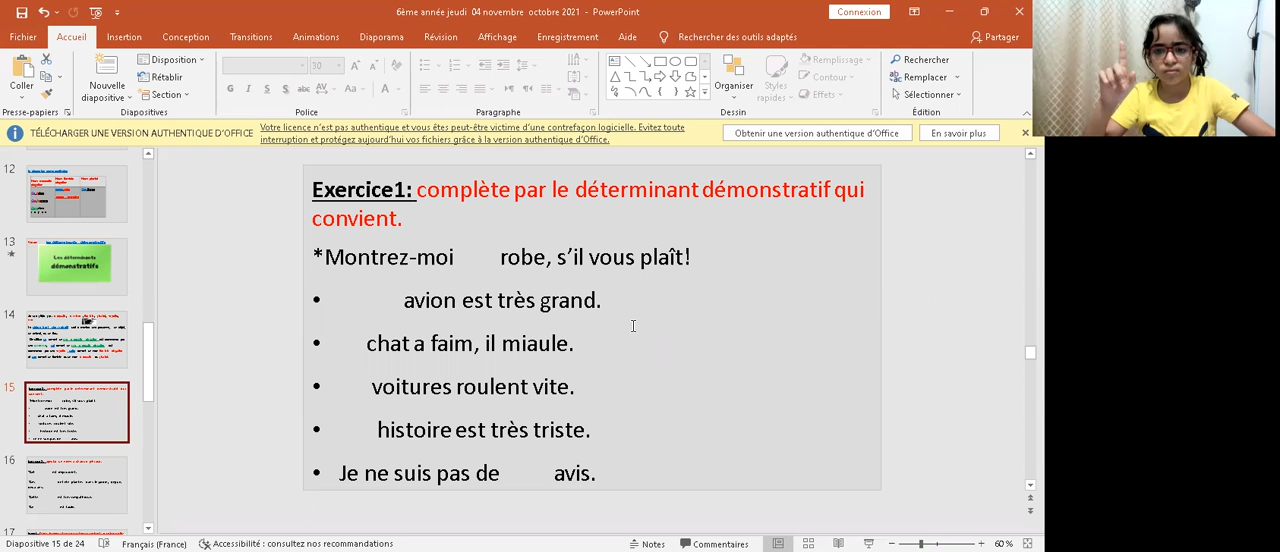 6ème année jeudi 04 novembre octobre 2021 - PowerPoint
Connexion
Fichier Accueil Insertion Conception Transitions Animations Diaporama Révision Affichage Enregistrement Aide Rechercher des outils adaptés Partager
Coller
Nouvelle diapositive
Disposition
Rétablir
Section
30
G I S S abc
Organiser
Styles rapides
Remplissage
Contour
Effets
Rechercher
Remplacer
Sélectionner
Presse-papiers Diapositives Police Paragraphe Dessin Édition
TÉLÉCHARGER UNE VERSION AUTHENTIQUE D'OFFICE
Votre licence n'est pas authentique et vous êtes peut-être victime d'une contrefaçon logicielle. Evitez toute
interruption et protégez aujourd'hui vos fichiers grâce à la version authentique d'Office.
Obtenir une version authentique d'Office
En savoir plus
12
13
Les déterminants
démonstratifs
14
15
16
17
Exercice1: complète par le déterminant démonstratif qui
convient.
*Montrez-moi robe, s'il vous plaît!
• avion est très grand.
• chat a faim, il miaule.
• voitures roulent vite.
• histoire est très triste.
• Je ne suis pas de avis.
Diapositive 15 de 24 Français (France) Accessibilité : consultez nos recommandations Notes Commentaires 60 %